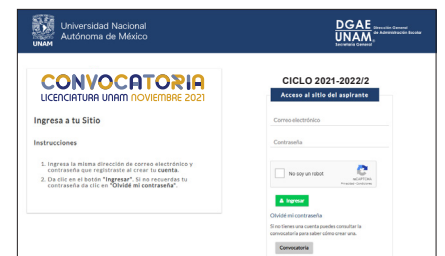 Universidad Nacional
Autónoma de México
UNAM
DGAE Dirección General
de Administración Escolar
UNAM
Secretaría General
CONVOCATORIA
LICENCIATURA UNAM NOVIEMBRE 2021
Ingresa a tu Sitio
Instrucciones
1. Ingresa la misma dirección de correo electrónico y
contraseña que registraste al crear tu cuenta.
2. Da clic en el botón "Ingresar". Si no recuerdas tu
contraseña da clic en "Olvidé mi contraseña".
CICLO 2021-2022/2
Acceso al sitio del aspirante
Correo electrónico
Contraseña
No soy un robot
reCAPTCHA
Privacidad - Condiciones
Ingresar
Olvidé mi contraseña
Si no tienes una cuenta puedes consultar la
convocatoria para saber cómo crear una.
Convocatoria